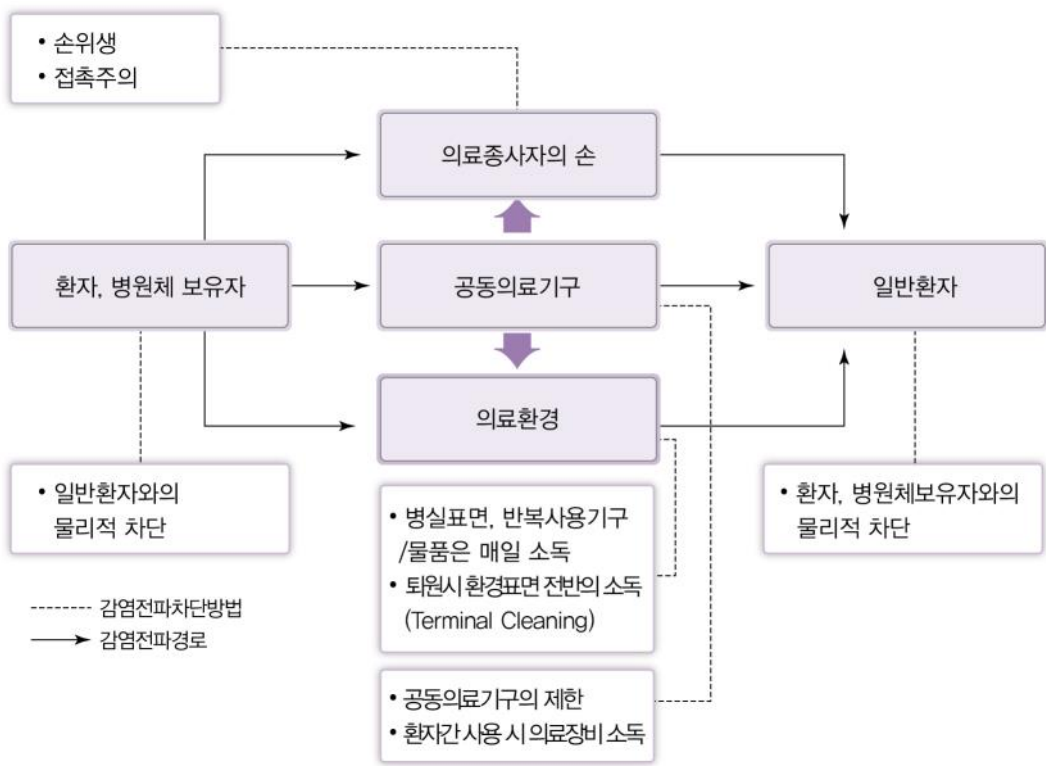 • 손위생
• 접촉주의
의료종사자의 손
환자, 병원체 보유자
공동의료기구
일반환자
의료환경
• 일반환자와의
물리적 차단
• 병실표면, 반복사용기구
/물품은 매일 소독
• 퇴원시 환경표면 전반의 소독
(Terminal Cleaning)
• 환자, 병원체보유자와의
물리적 차단
감염전파차단방법
감염전파경로
• 공동의료기구의 제한
• 환자간 사용 시 의료장비 소독